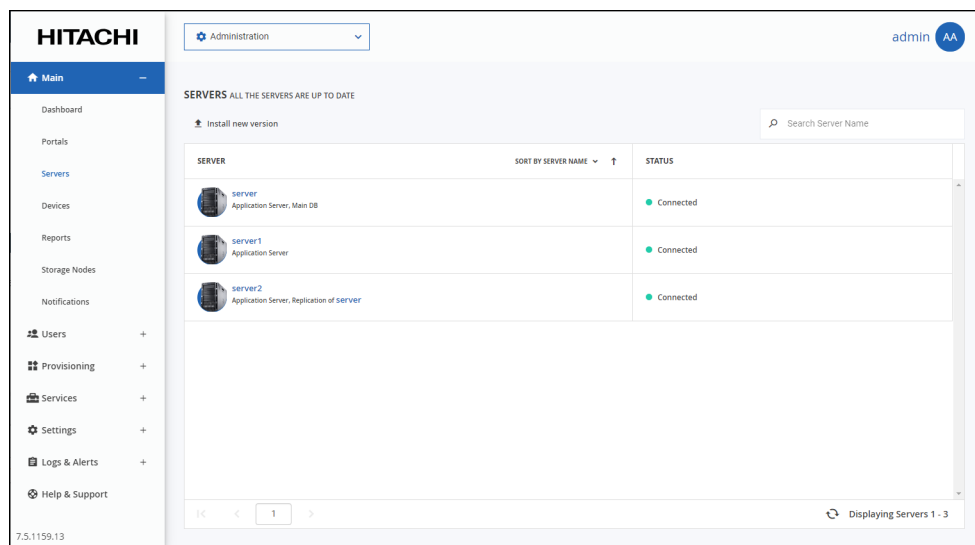 HITACHI
Administration
admin AA
Main
Dashboard
Portals
Servers
Devices
Reports
Storage Nodes
Notifications
Users
Provisioning
Services
Settings
Logs & Alerts
Help & Support
7.5.1159.13
SERVERS ALL THE SERVERS ARE UP TO DATE
Install new version
Search Server Name
SERVER SORT BY SERVER NAME STATUS
server
Application Server, Main DB
Connected
server1
Application Server
Connected
server2
Application Server, Replication of server
Connected
1
Displaying Servers 1 - 3